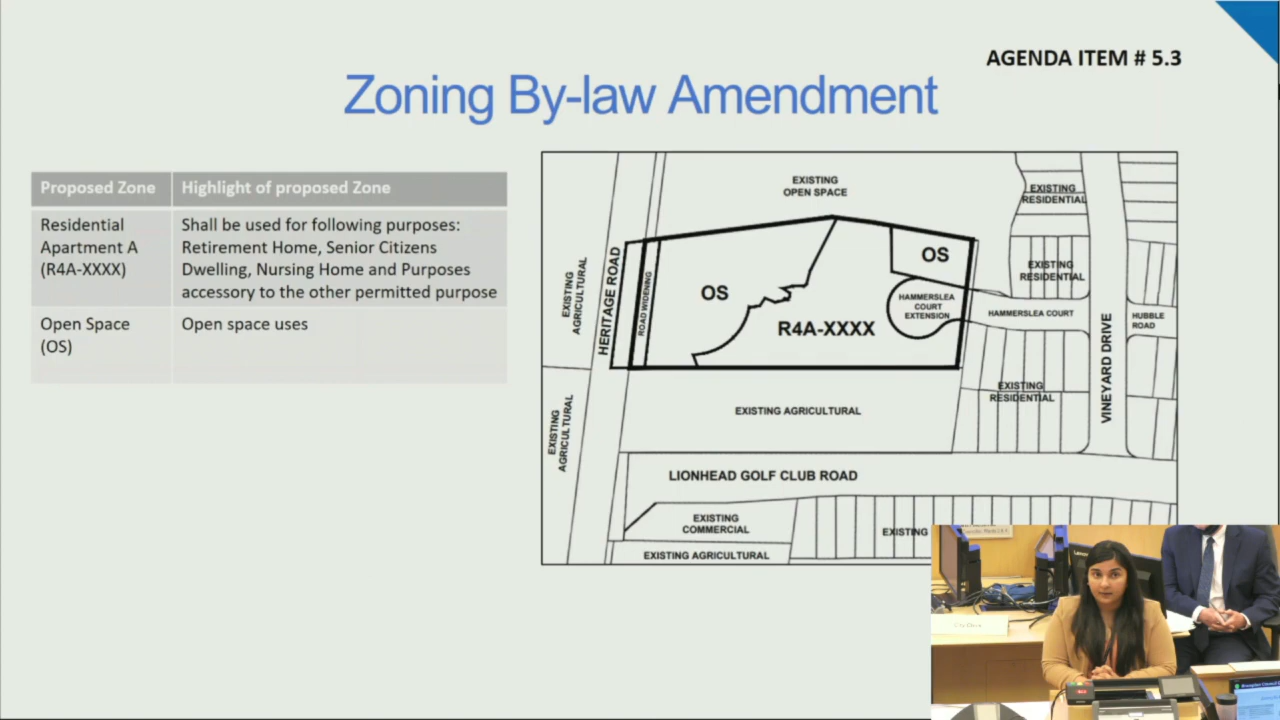 AGENDA ITEM # 5.3
Zoning By-law Amendment
Proposed Zone
Highlight of proposed Zone
Residential
Apartment A
(R4A-XXXX)
Shall be used for following purposes:
Retirement Home, Senior Citizens
Dwelling, Nursing Home and Purposes
accessory to the other permitted purpose
Open Space
(OS)
Open space uses
EXISTING
OPEN SPACE
EXISTING
RESIDENTIAL
EXISTING
AGRICULTURAL
HERITAGE ROAD
ROAD WIDENING
OS
OS
EXISTING
RESIDENTIAL
HAMMERSLEA
COURT
EXTENSION
HAMMERSLEA COURT
HUBBLE
ROAD
R4A-XXXX
VINEYARD DRIVE
EXISTING
RESIDENTIAL
EXISTING
AGRICULTURAL
EXISTING AGRICULTURAL
LIONHEAD GOLF CLUB ROAD
EXISTING
COMMERCIAL
EXISTING
EXISTING AGRICULTURAL
Lenovo